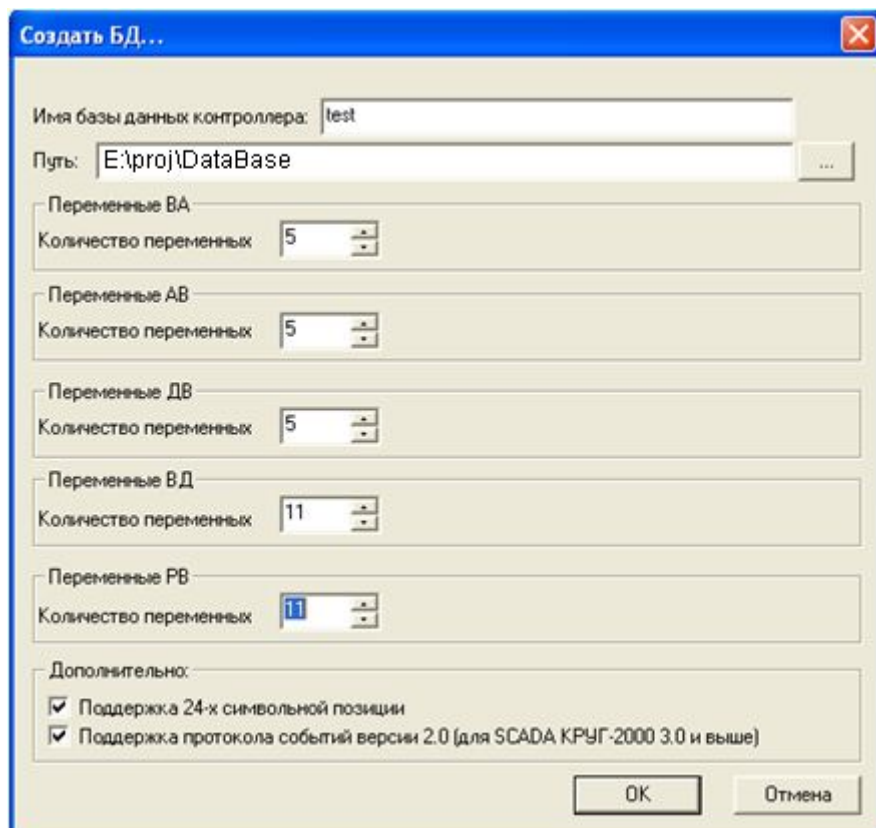 Создать БД...
Имя базы данных контроллера: test
Путь: E:\proj\DataBase ...
Переменные ВА
Количество переменных 5
Переменные АВ
Количество переменных 5
Переменные ДВ
Количество переменных 5
Переменные ВД
Количество переменных 11
Переменные РВ
Количество переменных 11
Дополнительно:
Поддержка 24-х символьной позиции
Поддержка протокола событий версии 2.0 (для SCADA КРУГ-2000 3.0 и выше)
OK Отмена